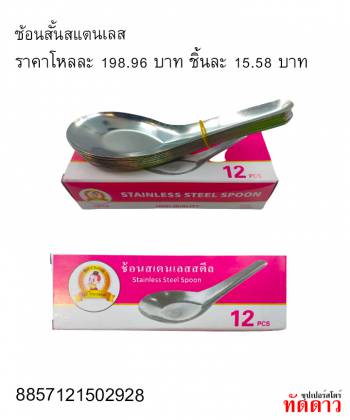 ช้อนสั้นสแตนเลส
ราคาโหลละ 198.96 บาท ชิ้นละ 15.58 บาท
STAINLESS STEEL SPOON
12 PCS
HIGH QUALITY
ช้อนสเตนเลสสตีล
Stainless Steel Spoon
12 PCS
8857121502928
ซุปเปอร์สโตร์
ทัดดาว